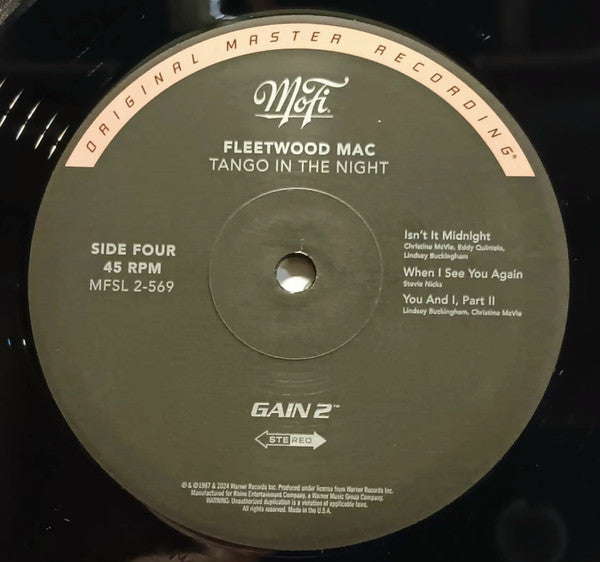 ORIGINAL MASTER RECORDING®
MoFi®
FLEETWOOD MAC
TANGO IN THE NIGHT
SIDE FOUR
45 RPM
MFSL 2-569
Isn't It Midnight
Christine McVie, Eddy Quintela,
Lindsey Buckingham
When I See You Again
Stevie Nicks
You And I, Part II
Lindsey Buckingham, Christine McVie
GAIN 2™
STEREO
℗ & © 1987 & 2024 Warner Records Inc. Produced under license from Warner Records Inc.
Manufactured for Rhino Entertainment Company, a Warner Music Group Company.
WARNING: Unauthorized duplication is a violation of applicable laws.
All rights reserved. Made in the U.S.A.